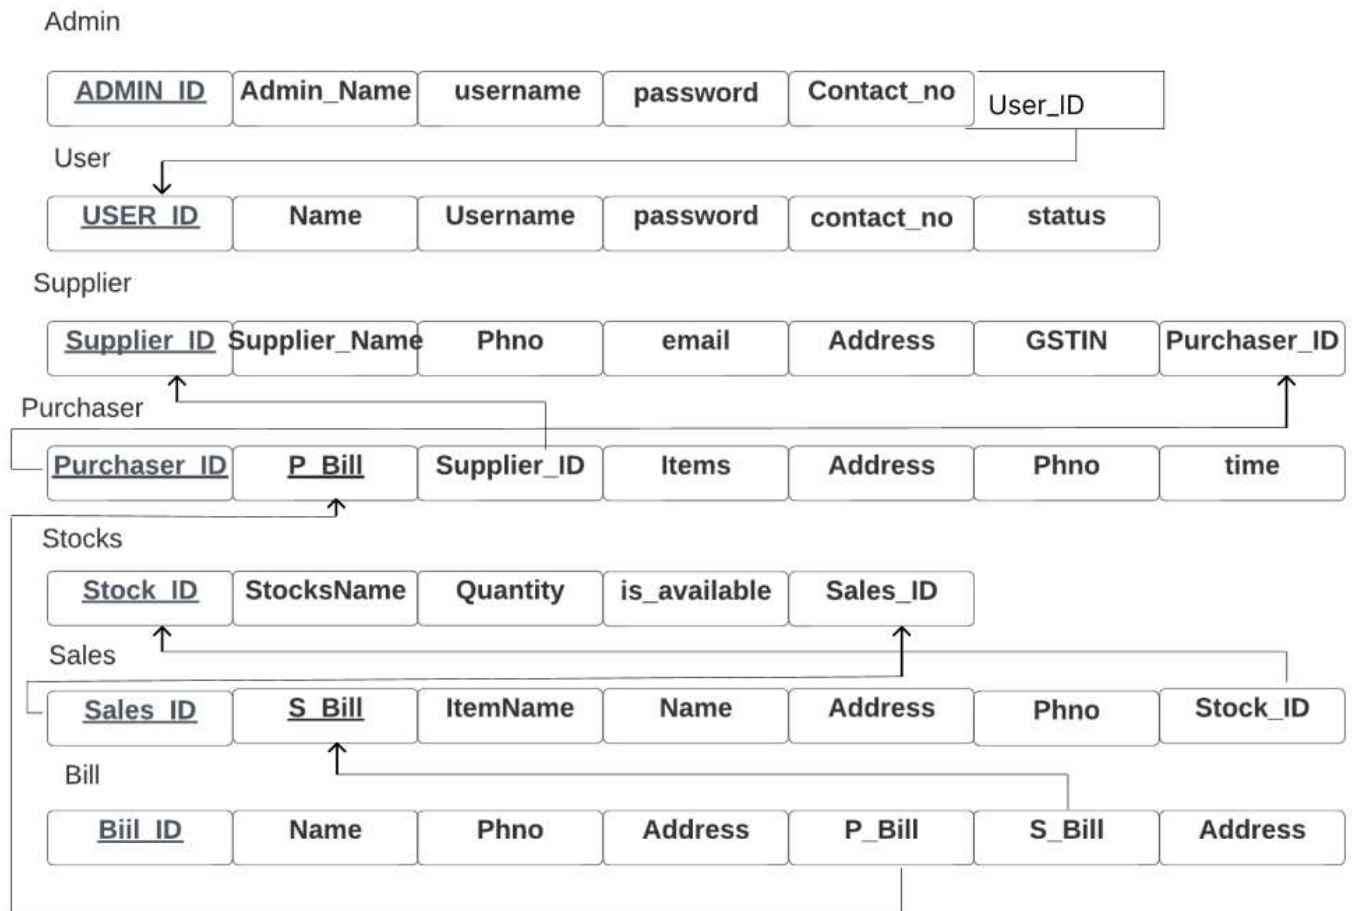 Admin
ADMIN_ID Admin_Name username password Contact_no User_ID
User
USER_ID Name Username password contact_no status
Supplier
Supplier_ID Supplier_Name Phno email Address GSTIN Purchaser_ID
Purchaser
Purchaser_ID P_Bill Supplier_ID Items Address Phno time
Stocks
Stock_ID StocksName Quantity is_available Sales_ID
Sales
Sales_ID S_Bill ItemName Name Address Phno Stock_ID
Bill
Biil_ID Name Phno Address P_Bill S_Bill Address